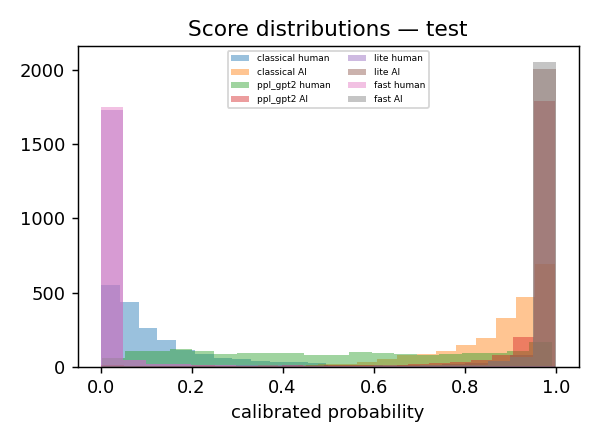 Score distributions — test
classical human
classical AI
ppl_gpt2 human
ppl_gpt2 AI
lite human
lite AI
fast human
fast AI
2000
1500
1000
500
0
0.0 0.2 0.4 0.6 0.8 1.0
calibrated probability